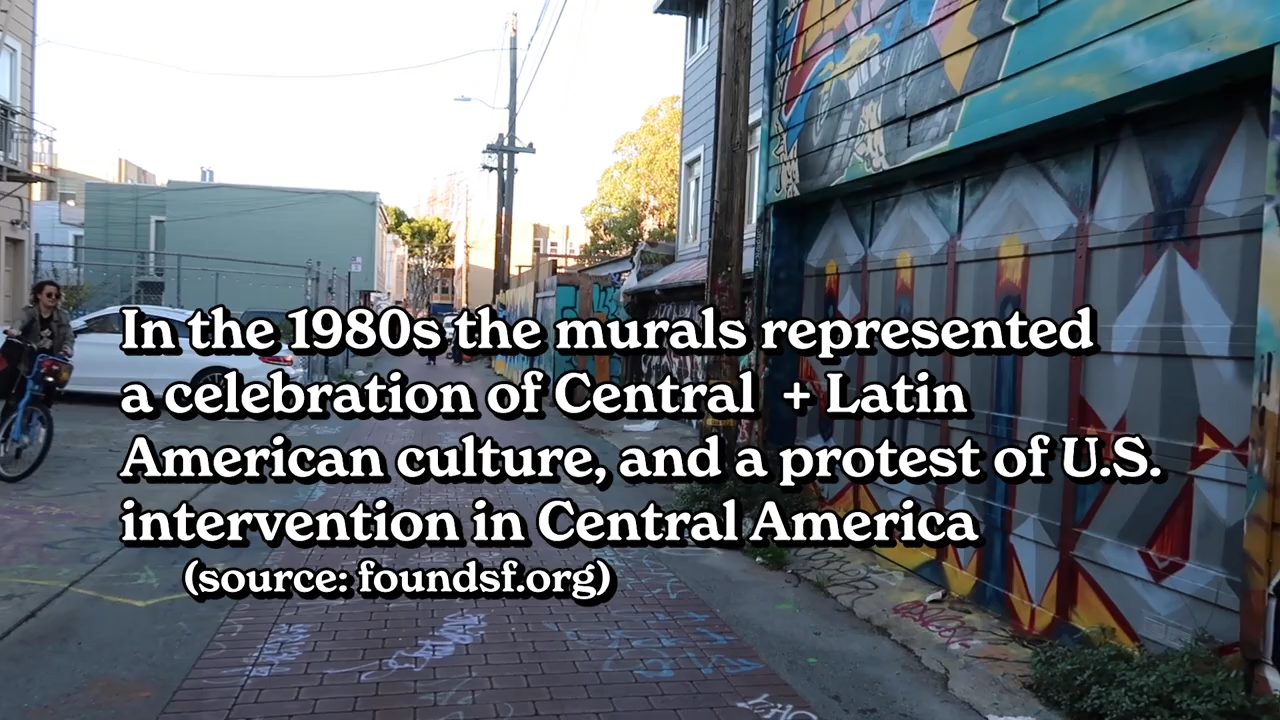 In the 1980s the murals represented
a celebration of Central + Latin
American culture, and a protest of U.S.
intervention in Central America
(source: foundsf.org)